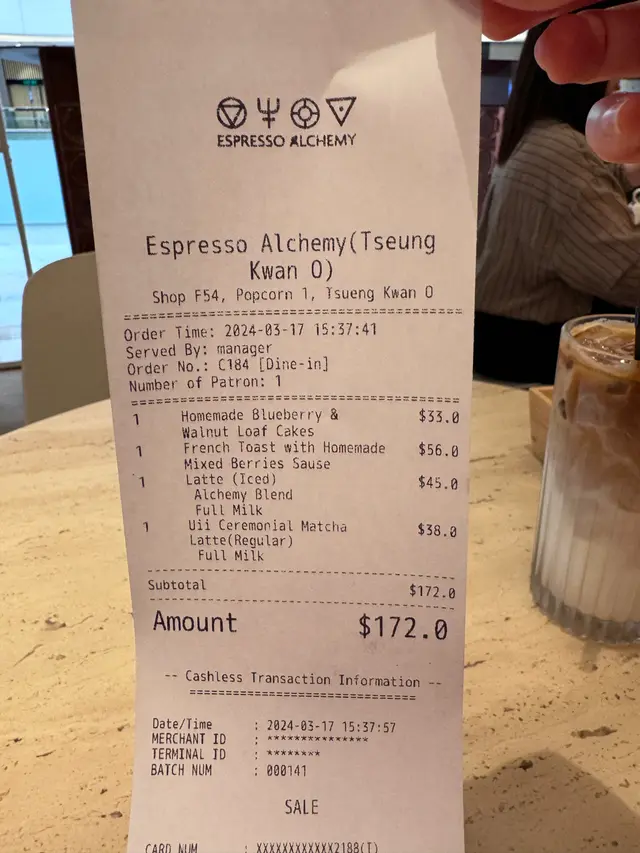 ESPRESSO ALCHEMY
Espresso Alchemy(Tseung
Kwan O)
Shop F54, Popcorn 1, Tsueng Kwan O
Order Time: 2024-03-17 15:37:41
Served By: manager
Order No.: C184 [Dine-in]
Number of Patron: 1
1 Homemade Blueberry & $33.0
Walnut Loaf Cakes
1 French Toast with Homemade $56.0
Mixed Berries Sause
1 Latte (Iced) $45.0
Alchemy Blend
Full Milk
1 Uii Ceremonial Matcha $38.0
Latte(Regular)
Full Milk
Subtotal $172.0
Amount $172.0
-- Cashless Transaction Information --
Date/Time : 2024-03-17 15:37:57
MERCHANT ID : ***************
TERMINAL ID : ********
BATCH NUM : 000141
SALE
CARD NUM : XXXXXXXXXXXX2188(T)